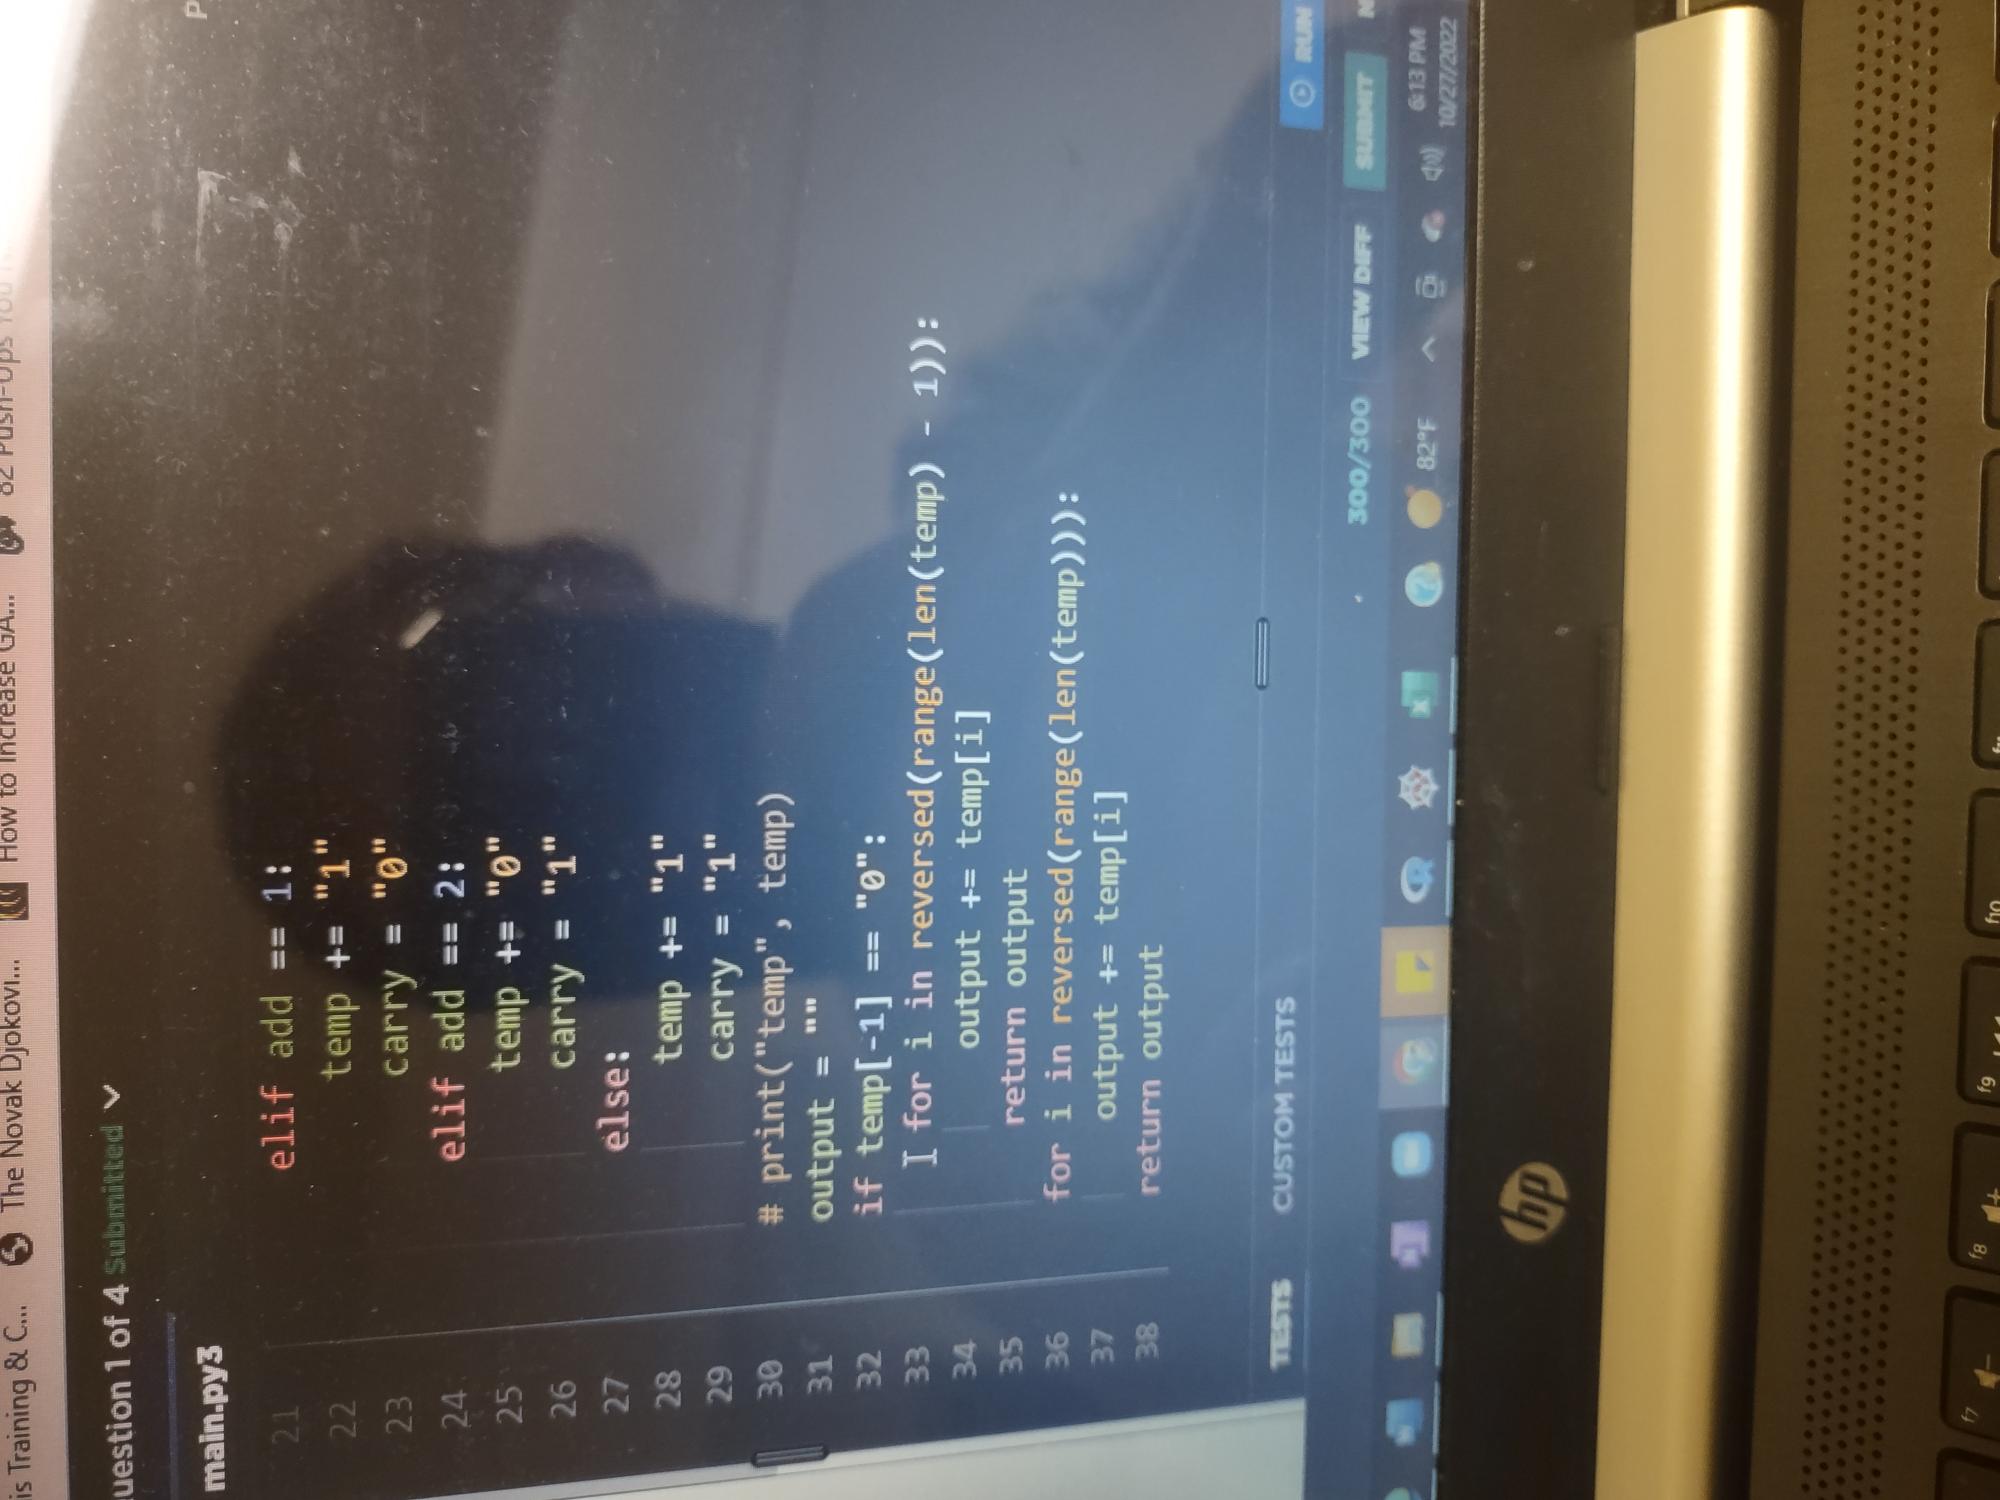 is Training & C...
The Novak Djokovi...
How to Increase GA...
82 Push-Ups You
uestion 1 of 4 Submitted
main.py3
P
21 elif add == 1:
22 temp += "1"
23 carry = "0"
24 elif add == 2:
25 temp += "0"
26 carry = "1"
27 else:
28 temp += "1"
29 carry = "1"
30 # print("temp", temp)
31 output = ""
32 if temp[-1] == "0":
33 for i in reversed(range(len(temp) - 1)):
34 output += temp[i]
35 return output
36 for i in reversed(range(len(temp))):
37 output += temp[i]
38 return output
TESTS CUSTOM TESTS
RUN
300/300 VIEW DIFF SUBMIT N
82°F
6:13 PM
10/27/2022
hp
f7 f8 f9 f10